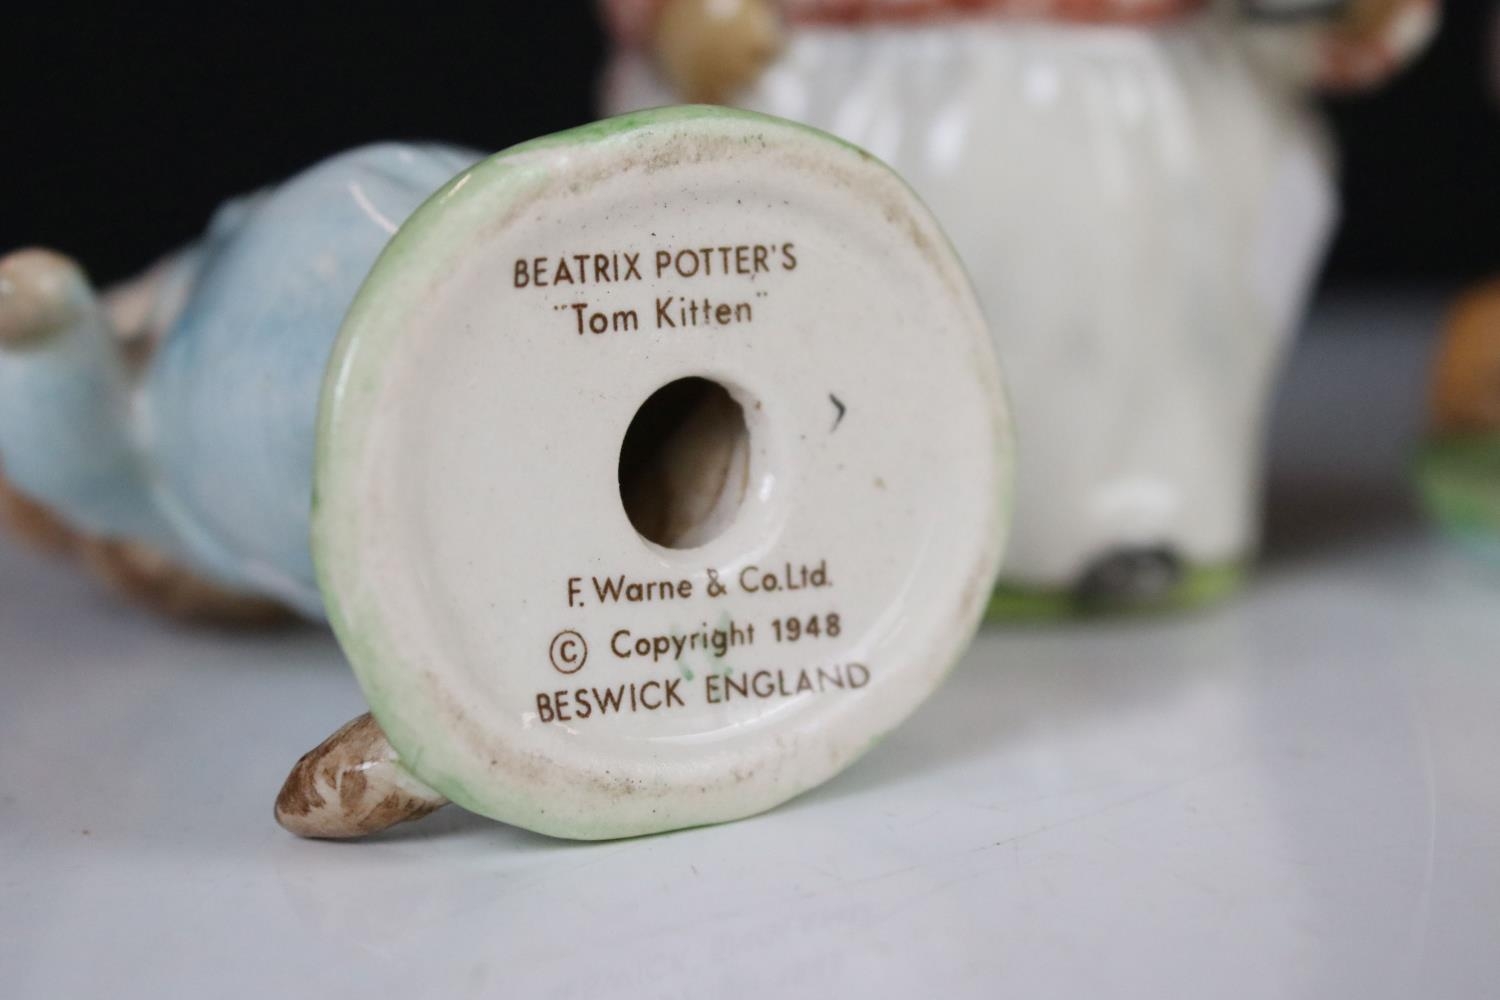 BEATRIX POTTER'S
"Tom Kitten"
F. Warne & Co.Ltd.
© Copyright 1948
BESWICK ENGLAND